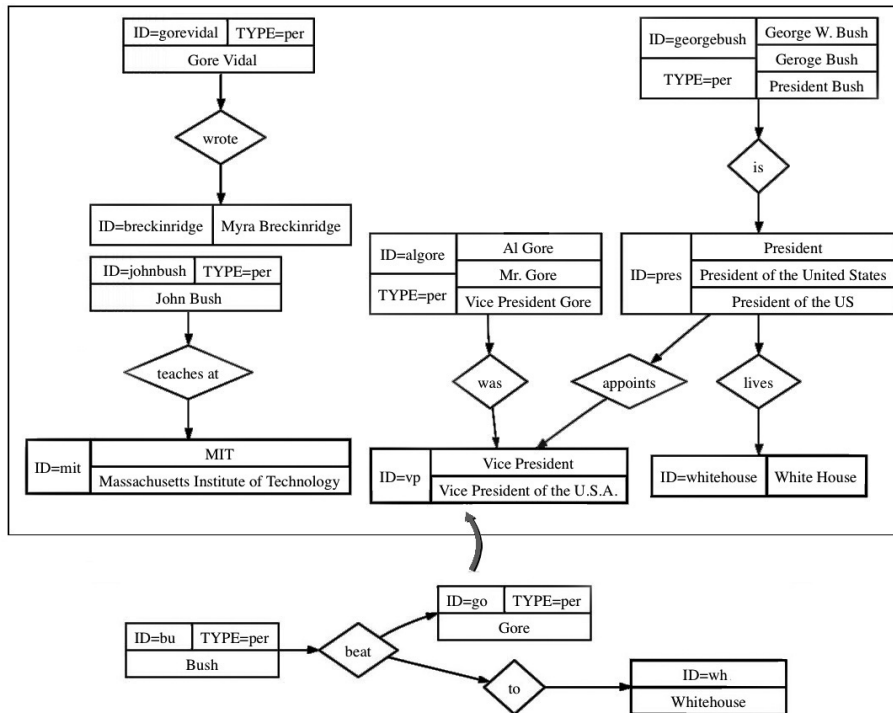 ID=gorevidal TYPE=per
Gore Vidal
wrote
ID=breckinridge Myra Breckinridge
ID=johnbush TYPE=per
John Bush
teaches at
ID=mit
MIT
Massachusetts Institute of Technology
ID=georgebush
TYPE=per
George W. Bush
Geroge Bush
President Bush
is
ID=algore
TYPE=per
Al Gore
Mr. Gore
Vice President Gore
ID=pres
President
President of the United States
President of the US
was
appoints
lives
ID=vp
Vice President
Vice President of the U.S.A.
ID=whitehouse White House
ID=bu TYPE=per
Bush
beat
ID=go TYPE=per
Gore
to
ID=wh
Whitehouse